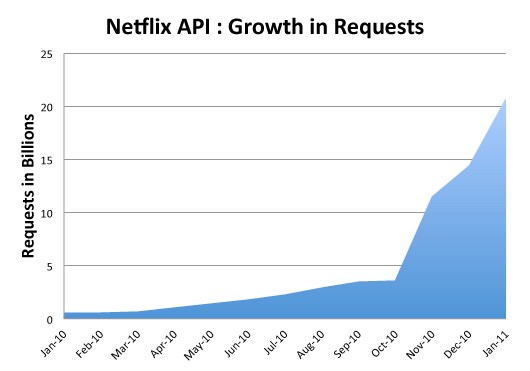 Netflix API : Growth in Requests
Requests in Billions
25
20
15
10
5
0
Jan-10
Feb-10
Mar-10
Apr-10
May-10
Jun-10
Jul-10
Aug-10
Sep-10
Oct-10
Nov-10
Dec-10
Jan-11